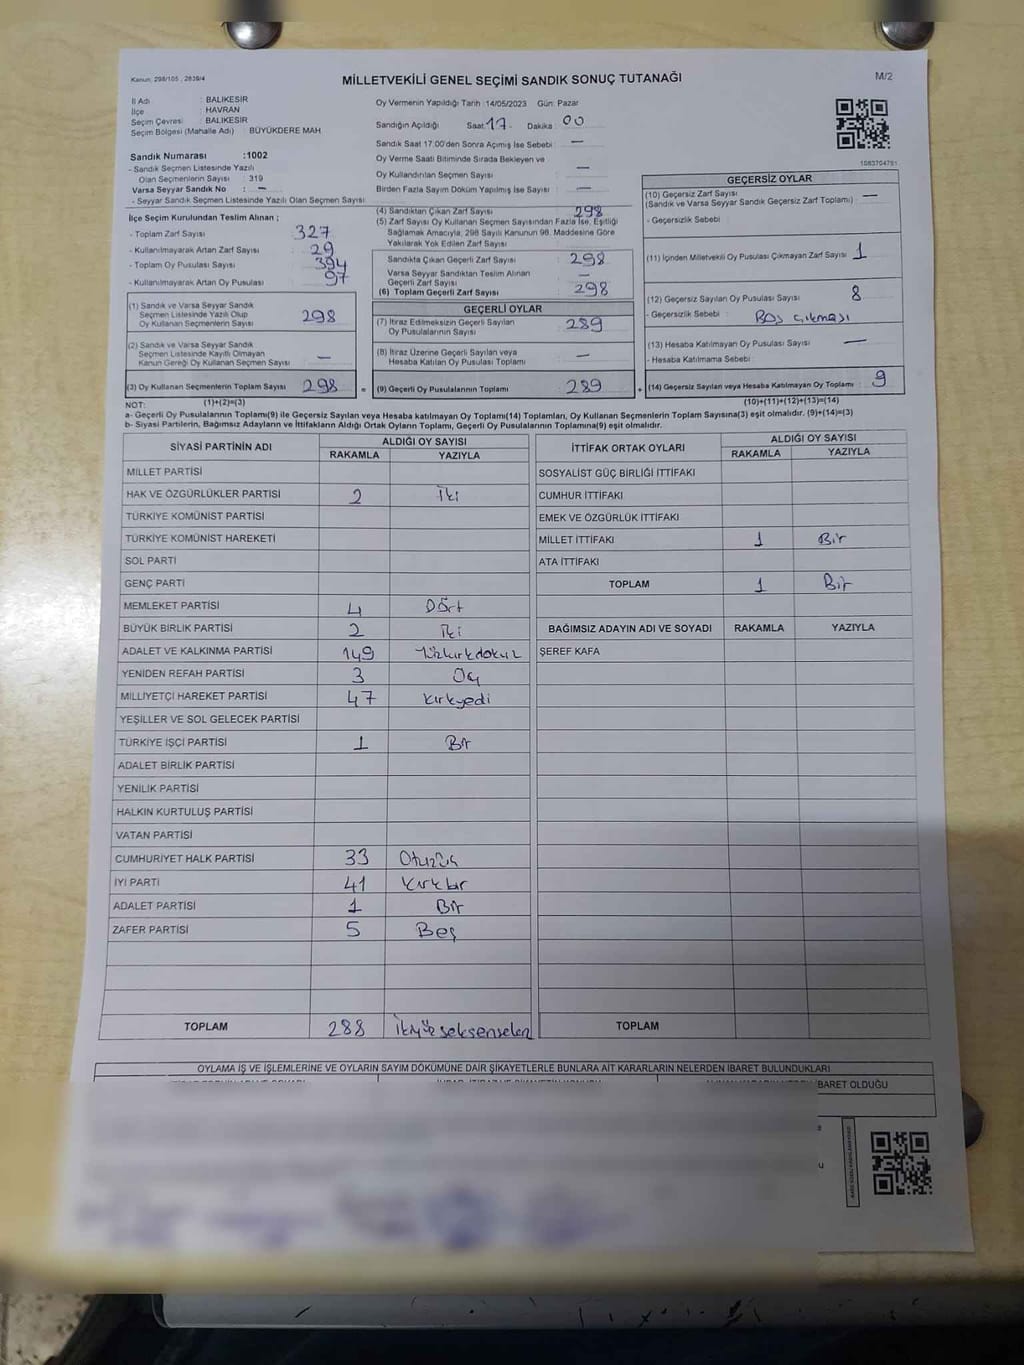 Kanun: 298/105 , 2839/4
MİLLETVEKİLİ GENEL SEÇİMİ SANDIK SONUÇ TUTANAĞI
M/2
İl Adı : BALIKESİR
İlçe : HAVRAN
Seçim Çevresi : BALIKESİR
Seçim Bölgesi (Mahalle Adı) : BÜYÜKDERE MAH
Sandık Numarası :1002
- Sandık Seçmen Listesinde Yazılı
Olan Seçmenlerin Sayısı : 319
Varsa Seyyar Sandık No : —
- Seyyar Sandık Seçmen Listesinde Yazılı Olan Seçmen Sayısı
İlçe Seçim Kurulundan Teslim Alınan ;
- Toplam Zarf Sayısı : 327
- Kullanılmayarak Artan Zarf Sayısı : 29
- Toplam Oy Pusulası Sayısı : 394
- Kullanılmayarak Artan Oy Pusulası : 97
(1) Sandık ve Varsa Seyyar Sandık
Seçmen Listesinde Yazılı Olup
Oy Kullanan Seçmenlerin Sayısı : 298
(2) Sandık ve Varsa Seyyar Sandık
Seçmen Listesinde Kayıtlı Olmayan
Kanun Gereği Oy Kullanan Seçmen Sayısı : —
(3) Oy Kullanan Seçmenlerin Toplam Sayısı : 298 =
Oy Vermenin Yapıldığı Tarih :14/05/2023 Gün: Pazar
Sandığın Açıldığı Saat: 17 Dakika : 00
Sandık Saat 17.00'den Sonra Açımış İse Sebebi : —
Oy Verme Saati Bitiminde Sırada Bekleyen ve
Oy Kullandırılan Seçmen Sayısı : —
Birden Fazla Sayım Döküm Yapılmış İse Sayısı : —
(4) Sandıktan Çıkan Zarf Sayısı : 298
(5) Zarf Sayısı Oy Kullanan Seçmen Sayısından Fazla İse, Eşitliği
Sağlamak Amacıyla, 298 Sayılı Kanunun 98. Maddesine Göre
Yakılarak Yok Edilen Zarf Sayısı :
Sandıkta Çıkan Geçerli Zarf Sayısı : 298
Varsa Seyyar Sandıktan Teslim Alınan
Geçerli Zarf Sayısı : —
(6) Toplam Geçerli Zarf Sayısı : 298
GEÇERLİ OYLAR
(7) İtiraz Edilmeksizin Geçerli Sayılan
Oy Pusulalarının Sayısı : 289
(8) İtiraz Üzerine Geçerli Sayılan veya
Hesaba Katılan Oy Pusulası Toplamı : —
(9) Geçerli Oy Pusulalarının Toplamı : 289 +
1083704781
GEÇERSİZ OYLAR
(10) Geçersiz Zarf Sayısı : —
(Sandık ve Varsa Seyyar Sandık Geçersiz Zarf Toplamı)
- Geçersizlik Sebebi :
(11) İçinden Milletvekili Oy Pusulası Çıkmayan Zarf Sayısı : 1
(12) Geçersiz Sayılan Oy Pusulası Sayısı : 8
- Geçersizlik Sebebi : Boş çıkması
(13) Hesaba Katılmayan Oy Pusulası Sayısı : —
- Hesaba Katılmama Sebebi :
(14) Geçersiz Sayılan veya Hesaba Katılmayan Oy Toplamı : 9
NOT: (1)+(2)=(3) (10)+(11)+(12)+(13)=(14)
a- Geçerli Oy Pusulalarının Toplamı(9) ile Geçersiz Sayılan veya Hesaba katılmayan Oy Toplamı(14) Toplamları, Oy Kullanan Seçmenlerin Toplam Sayısına(3) eşit olmalıdır. (9)+(14)=(3)
b- Siyasi Partilerin, Bağımsız Adayların ve İttifakların Aldığı Ortak Oyların Toplamı, Geçerli Oy Pusulalarının Toplamına(9) eşit olmalıdır.
SİYASİ PARTİNİN ADI ALDIĞI OY SAYISI
RAKAMLA YAZIYLA
MİLLET PARTİSİ
HAK VE ÖZGÜRLÜKLER PARTİSİ 2 İki
TÜRKİYE KOMÜNİST PARTİSİ
TÜRKİYE KOMÜNİST HAREKETİ
SOL PARTİ
GENÇ PARTİ
MEMLEKET PARTİSİ 4 Dört
BÜYÜK BİRLİK PARTİSİ 2 İki
ADALET VE KALKINMA PARTİSİ 149 Yüzkırkdokuz
YENİDEN REFAH PARTİSİ 3 Üç
MİLLİYETÇİ HAREKET PARTİSİ 47 Kırkyedi
YEŞİLLER VE SOL GELECEK PARTİSİ
TÜRKİYE İŞÇİ PARTİSİ 1 Bir
ADALET BİRLİK PARTİSİ
YENİLİK PARTİSİ
HALKIN KURTULUŞ PARTİSİ
VATAN PARTİSİ
CUMHURİYET HALK PARTİSİ 33 Otuzüç
İYİ PARTİ 41 Kırkbir
ADALET PARTİSİ 1 Bir
ZAFER PARTİSİ 5 Beş
TOPLAM 288 İkiyüzseksensekiz
İTTİFAK ORTAK OYLARI ALDIĞI OY SAYISI
RAKAMLA YAZIYLA
SOSYALİST GÜÇ BİRLİĞİ İTTİFAKI
CUMHUR İTTİFAKI
EMEK VE ÖZGÜRLÜK İTTİFAKI
MİLLET İTTİFAKI 1 Bir
ATA İTTİFAKI
TOPLAM 1 Bir
BAĞIMSIZ ADAYIN ADI VE SOYADI RAKAMLA YAZIYLA
ŞEREF KAFA
TOPLAM
OYLAMA İŞ VE İŞLEMLERİNE VE OYLARIN SAYIM DÖKÜMÜNE DAİR ŞİKAYETLERLE BUNLARA AİT KARARLARIN NELERDEN İBARET BULUNDUKLARI
İBARET OLDUĞU